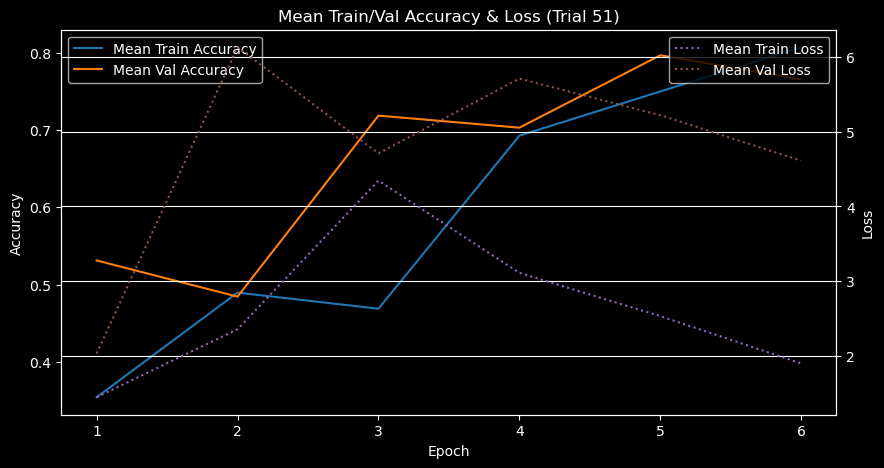 Mean Train/Val Accuracy & Loss (Trial 51)
Mean Train Accuracy
Mean Val Accuracy
Mean Train Loss
Mean Val Loss
Accuracy
0.8
0.7
0.6
0.5
0.4
6
5
4
3
2
Loss
1 2 3 4 5 6
Epoch